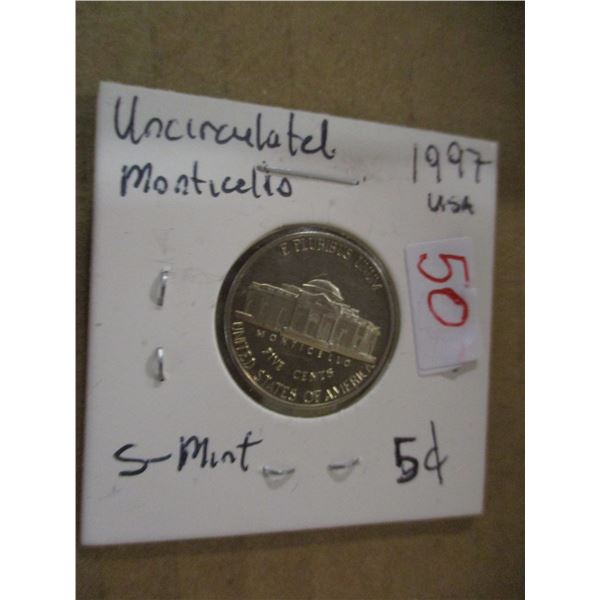 Uncirculated 1997
Monticello USA
50
E PLURIBUS UNUM
MONTICELLO
FIVE CENTS
UNITED STATES OF AMERICA
S-Mint 5¢